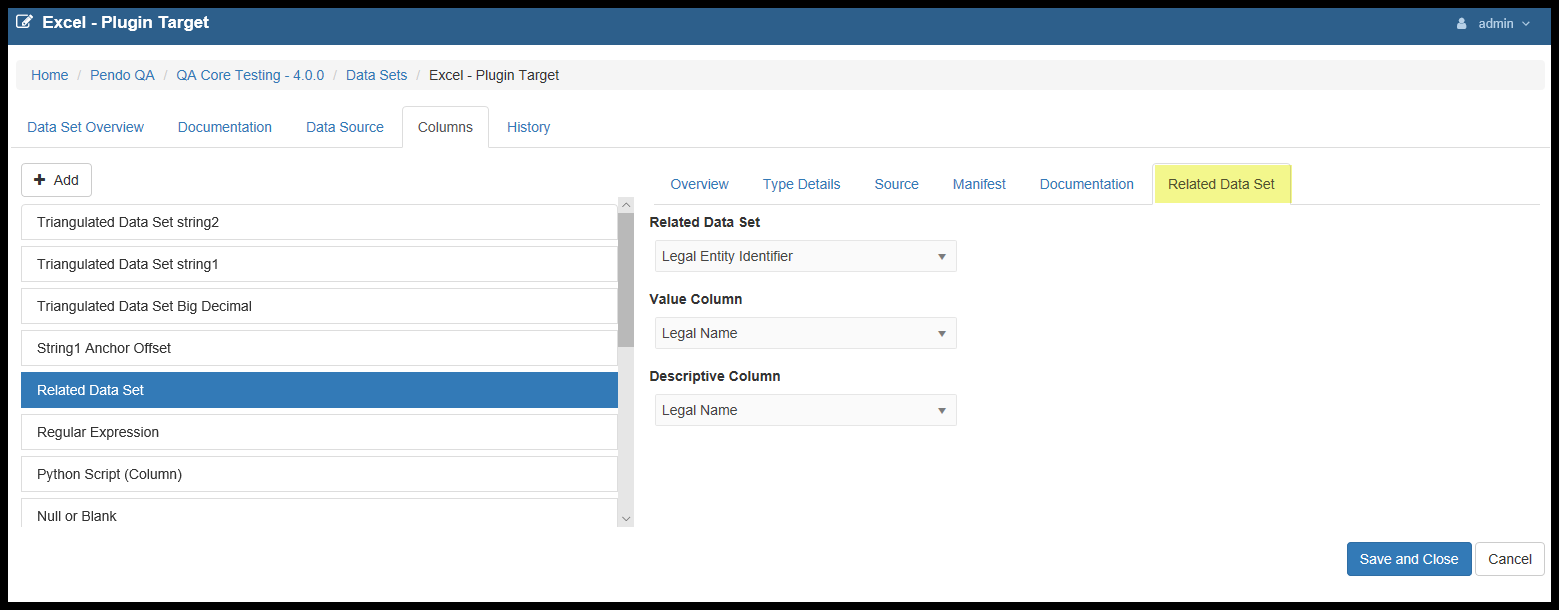 Excel - Plugin Target
admin
Home / Pendo QA / QA Core Testing - 4.0.0 / Data Sets / Excel - Plugin Target
Data Set Overview Documentation Data Source Columns History
Add
Overview Type Details Source Manifest Documentation Related Data Set
Triangulated Data Set string2
Triangulated Data Set string1
Triangulated Data Set Big Decimal
String1 Anchor Offset
Related Data Set
Regular Expression
Python Script (Column)
Null or Blank
Related Data Set
Legal Entity Identifier
Value Column
Legal Name
Descriptive Column
Legal Name
Save and Close Cancel